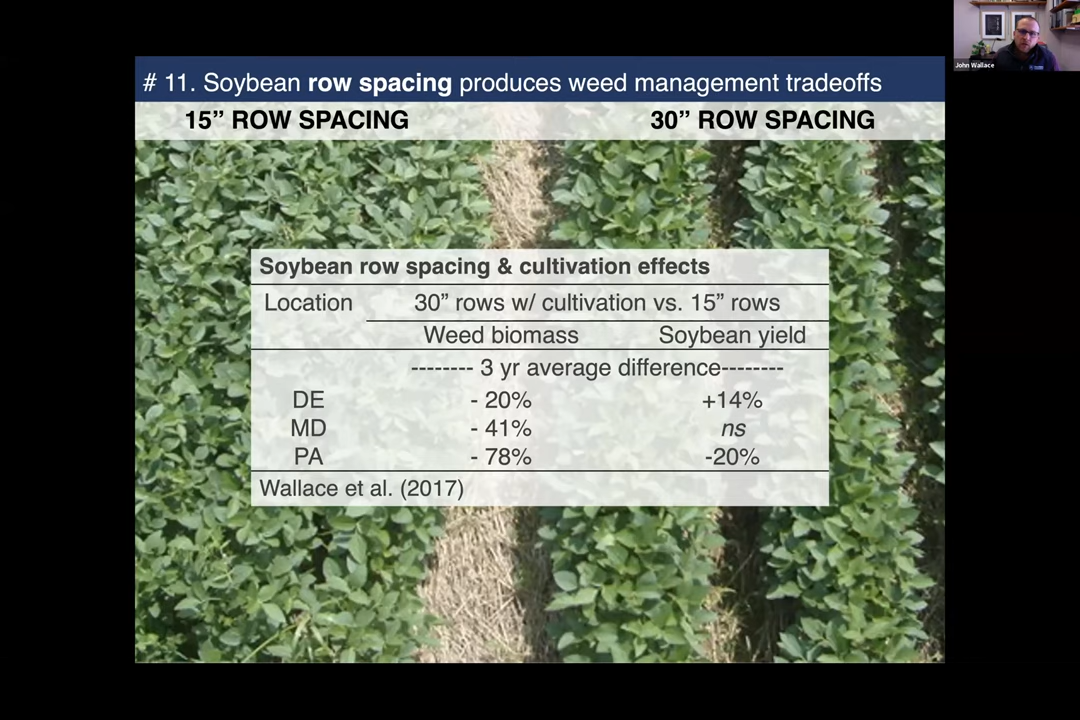 John Wallace
# 11. Soybean row spacing produces weed management tradeoffs
15” ROW SPACING 30” ROW SPACING
Soybean row spacing & cultivation effects
Location 30” rows w/ cultivation vs. 15” rows
Weed biomass Soybean yield
-------- 3 yr average difference--------
DE - 20% +14%
MD - 41% ns
PA - 78% -20%
Wallace et al. (2017)